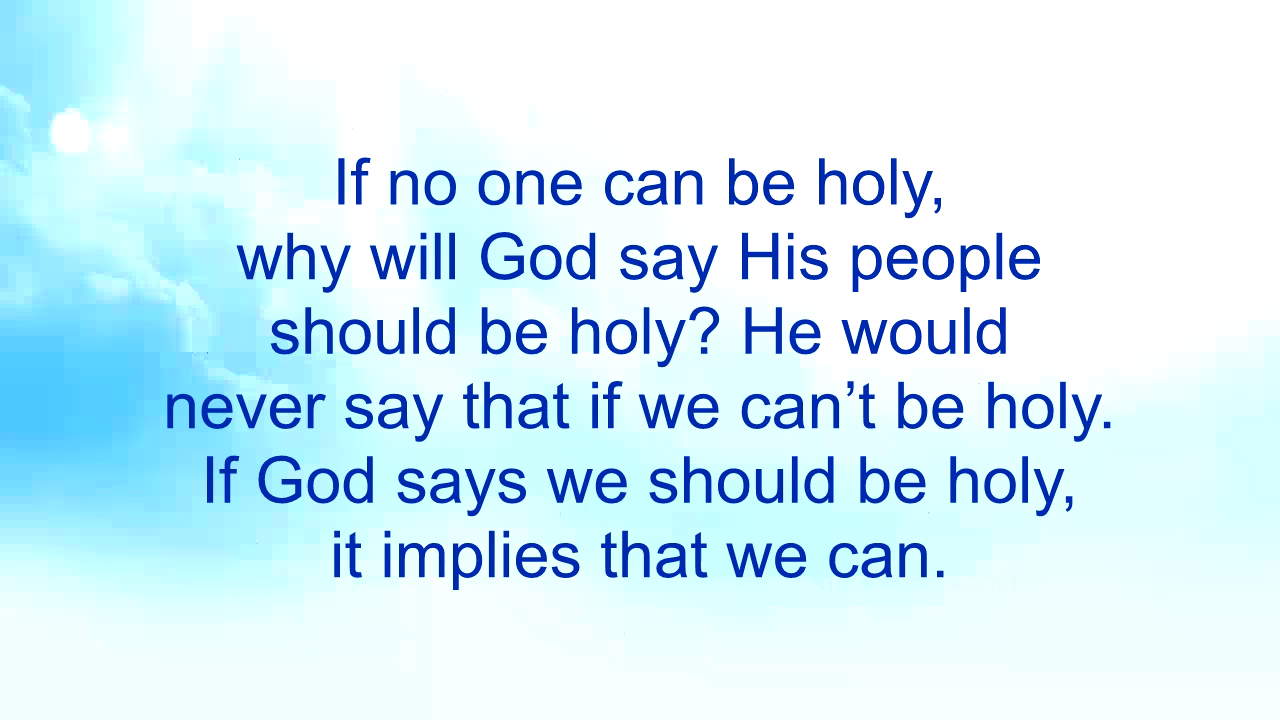 If no one can be holy,
why will God say His people
should be holy? He would
never say that if we can’t be holy.
If God says we should be holy,
it implies that we can.